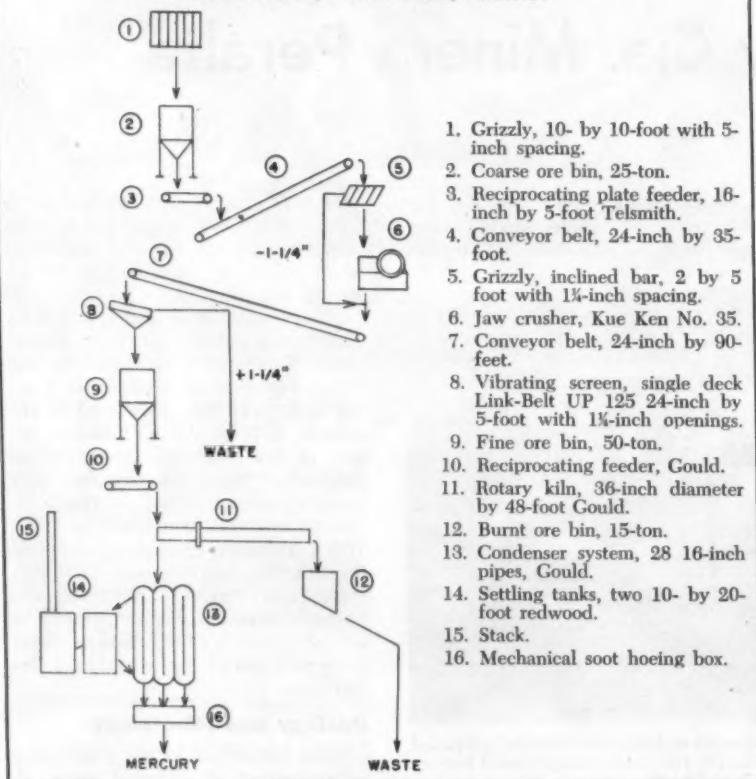 1
2
3
4
5
6
-1-1/4"
7
8
+1-1/4"
9
WASTE
10
11
12
13
14
15
16
MERCURY
WASTE
1. Grizzly, 10- by 10-foot with 5-
inch spacing.
2. Coarse ore bin, 25-ton.
3. Reciprocating plate feeder, 16-
inch by 5-foot Telsmith.
4. Conveyor belt, 24-inch by 35-
foot.
5. Grizzly, inclined bar, 2 by 5
foot with 1¼-inch spacing.
6. Jaw crusher, Kue Ken No. 35.
7. Conveyor belt, 24-inch by 90-
feet.
8. Vibrating screen, single deck
Link-Belt UP 125 24-inch by
5-foot with 1¼-inch openings.
9. Fine ore bin, 50-ton.
10. Reciprocating feeder, Gould.
11. Rotary kiln, 36-inch diameter
by 48-foot Gould.
12. Burnt ore bin, 15-ton.
13. Condenser system, 28 16-inch
pipes, Gould.
14. Settling tanks, two 10- by 20-
foot redwood.
15. Stack.
16. Mechanical soot hoeing box.